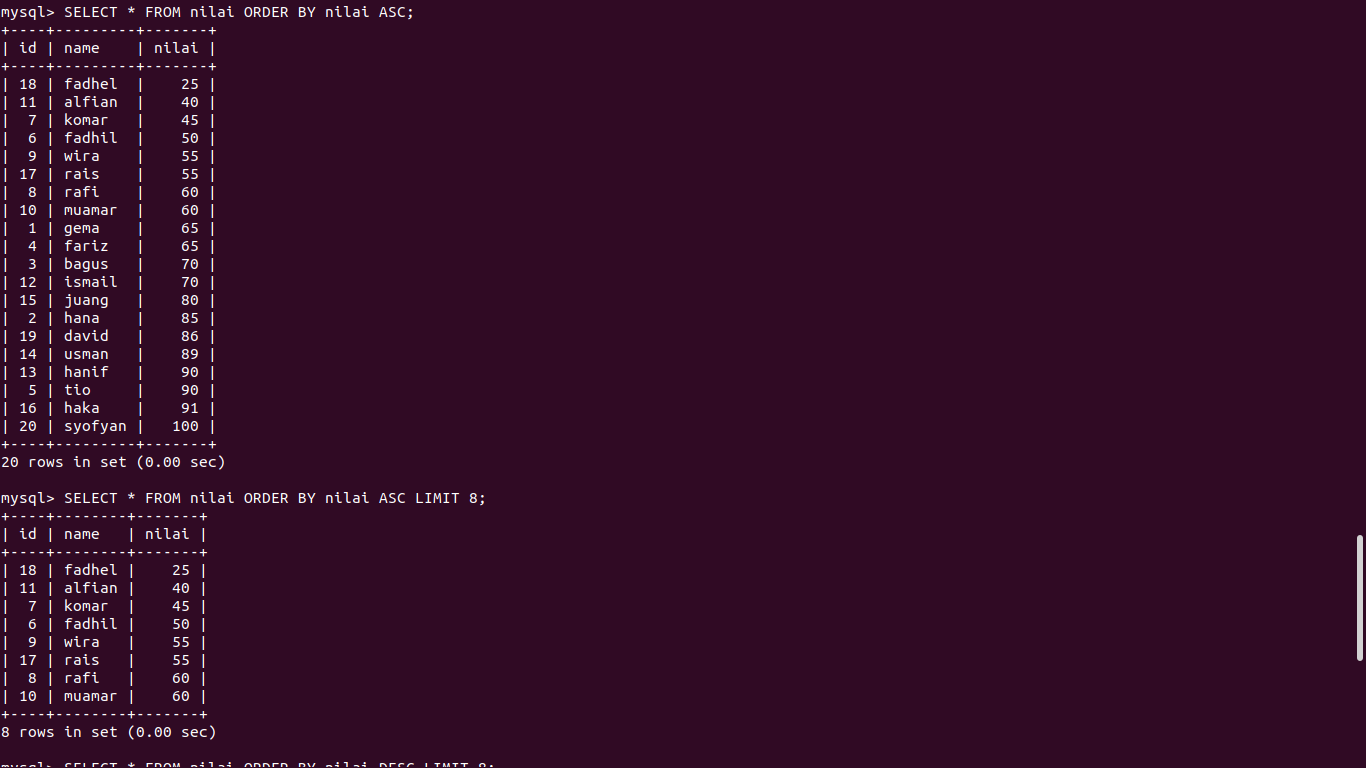 mysql> SELECT * FROM nilai ORDER BY nilai ASC;
+----+---------+-------+
| id | name    | nilai |
+----+---------+-------+
| 18 | fadhel  |    25 |
| 11 | alfian  |    40 |
|  7 | komar   |    45 |
|  6 | fadhil  |    50 |
|  9 | wira    |    55 |
| 17 | rais    |    55 |
|  8 | rafi    |    60 |
| 10 | muamar  |    60 |
|  1 | gema    |    65 |
|  4 | fariz   |    65 |
|  3 | bagus   |    70 |
| 12 | ismail  |    70 |
| 15 | juang   |    80 |
|  2 | hana    |    85 |
| 19 | david   |    86 |
| 14 | usman   |    89 |
| 13 | hanif   |    90 |
|  5 | tio     |    90 |
| 16 | haka    |    91 |
| 20 | syofyan |   100 |
+----+---------+-------+
20 rows in set (0.00 sec)

mysql> SELECT * FROM nilai ORDER BY nilai ASC LIMIT 8;
+----+--------+-------+
| id | name   | nilai |
+----+--------+-------+
| 18 | fadhel |    25 |
| 11 | alfian |    40 |
|  7 | komar  |    45 |
|  6 | fadhil |    50 |
|  9 | wira   |    55 |
| 17 | rais   |    55 |
|  8 | rafi   |    60 |
| 10 | muamar |    60 |
+----+--------+-------+
8 rows in set (0.00 sec)

mysql> SELECT * FROM nilai ORDER BY nilai DESC LIMIT 8;